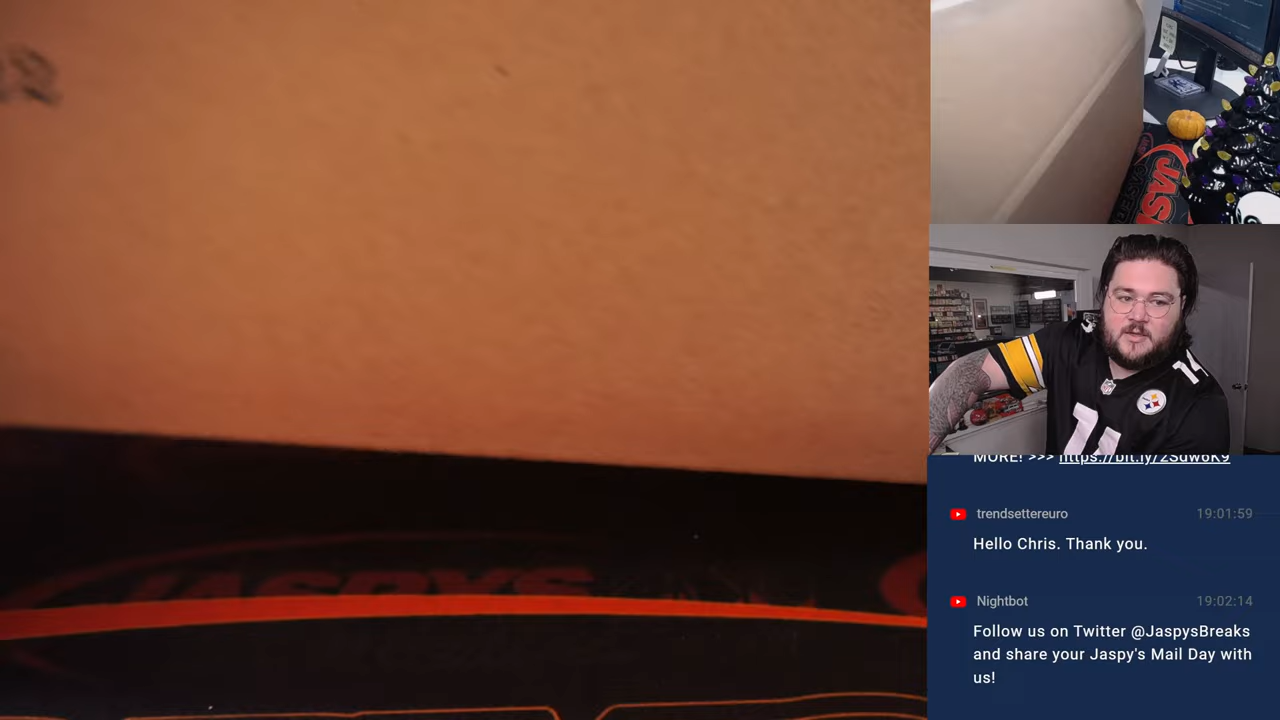 JASPYS
MORE! >>> https://bit.ly/2Sdw6K9
trendsettereuro 19:01:59
Hello Chris. Thank you.
Nightbot 19:02:14
Follow us on Twitter @JaspysBreaks
and share your Jaspy's Mail Day with
us!